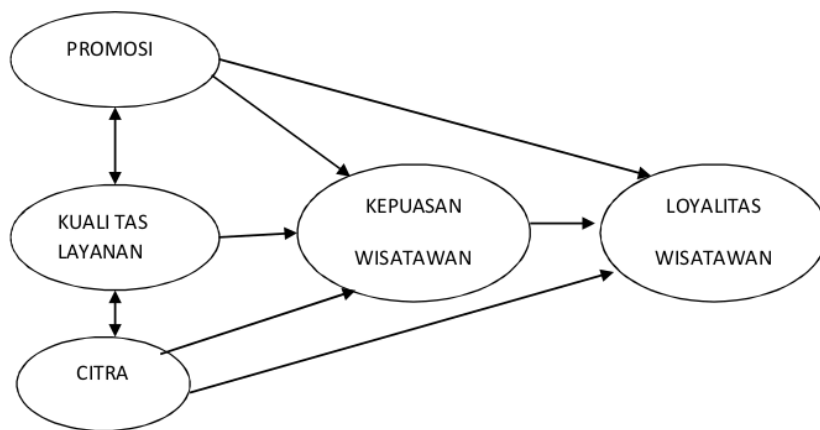 PROMOSI
KUALI TAS
LAYANAN
CITRA
KEPUASAN
WISATAWAN
LOYALITAS
WISATAWAN